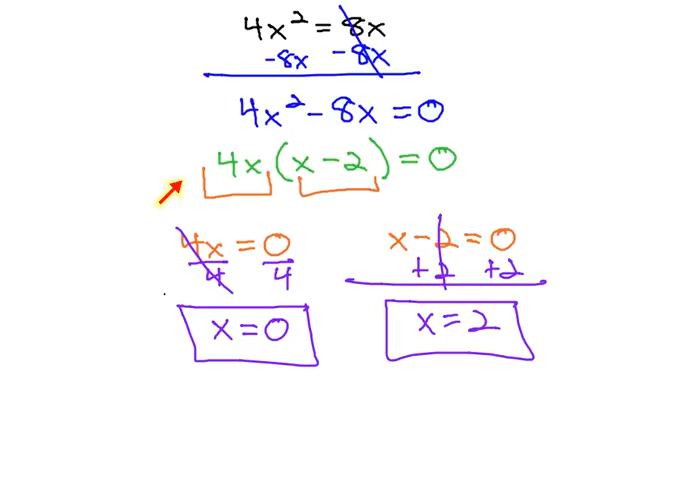 4x² = 8x
-8x -8x
4x² - 8x = 0
4x(x - 2) = 0
4x = 0 x - 2 = 0
4 4 +2 +2
x = 0 x = 2